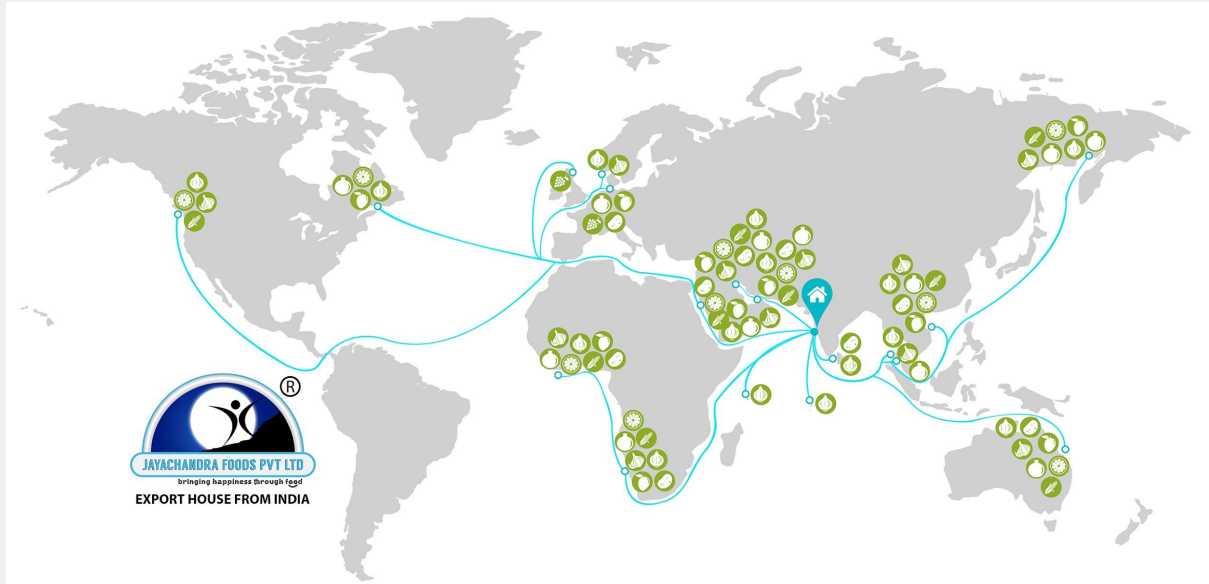 ®
JAYACHANDRA FOODS PVT LTD
bringing happiness through food
EXPORT HOUSE FROM INDIA